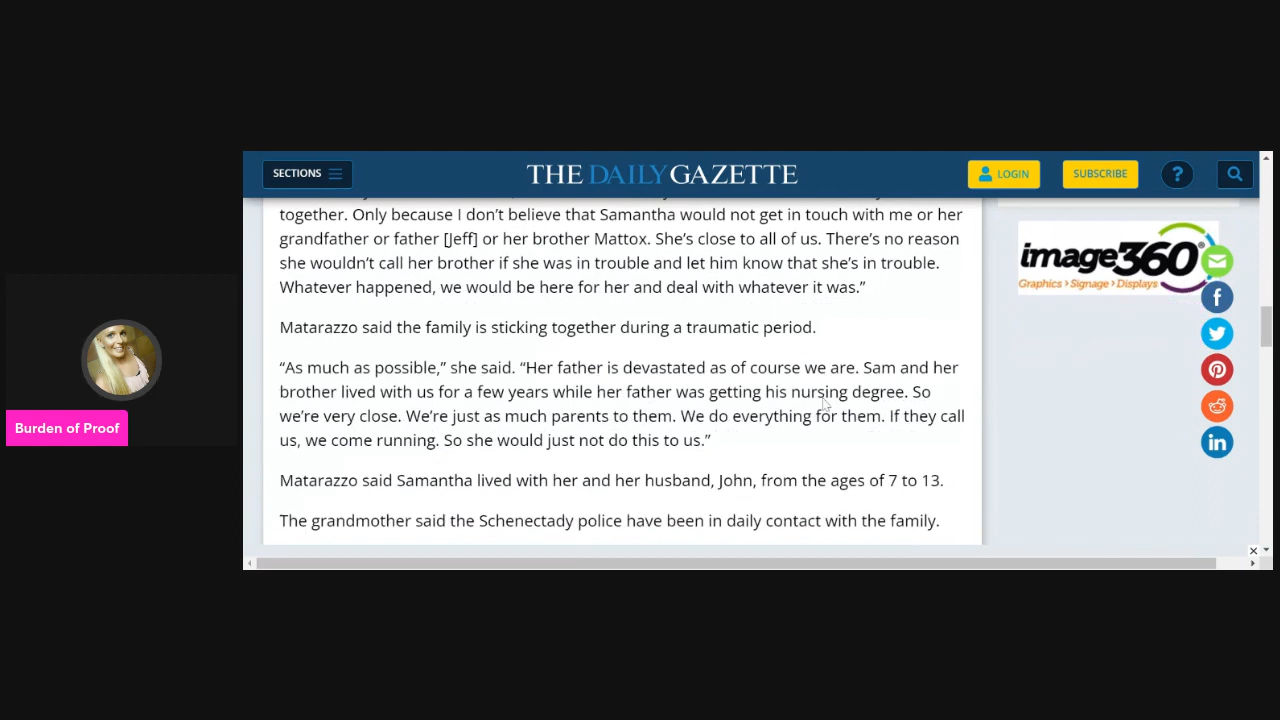 SECTIONS
THE DAILY GAZETTE
LOGIN
SUBSCRIBE
?
together. Only because I don’t believe that Samantha would not get in touch with me or her
grandfather or father [Jeff] or her brother Mattox. She’s close to all of us. There’s no reason
she wouldn’t call her brother if she was in trouble and let him know that she’s in trouble.
Whatever happened, we would be here for her and deal with whatever it was.”
Matarazzo said the family is sticking together during a traumatic period.
“As much as possible,” she said. “Her father is devastated as of course we are. Sam and her
brother lived with us for a few years while her father was getting his nursing degree. So
we’re very close. We’re just as much parents to them. We do everything for them. If they call
us, we come running. So she would just not do this to us.”
Matarazzo said Samantha lived with her and her husband, John, from the ages of 7 to 13.
The grandmother said the Schenectady police have been in daily contact with the family.
image360®
Graphics > Signage > Displays
Burden of Proof